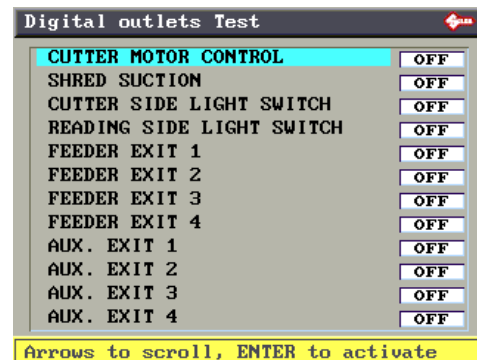 Digital outlets Test
CUTTER MOTOR CONTROL OFF
SHRED SUCTION OFF
CUTTER SIDE LIGHT SWITCH OFF
READING SIDE LIGHT SWITCH OFF
FEEDER EXIT 1 OFF
FEEDER EXIT 2 OFF
FEEDER EXIT 3 OFF
FEEDER EXIT 4 OFF
AUX. EXIT 1 OFF
AUX. EXIT 2 OFF
AUX. EXIT 3 OFF
AUX. EXIT 4 OFF
Arrows to scroll, ENTER to activate